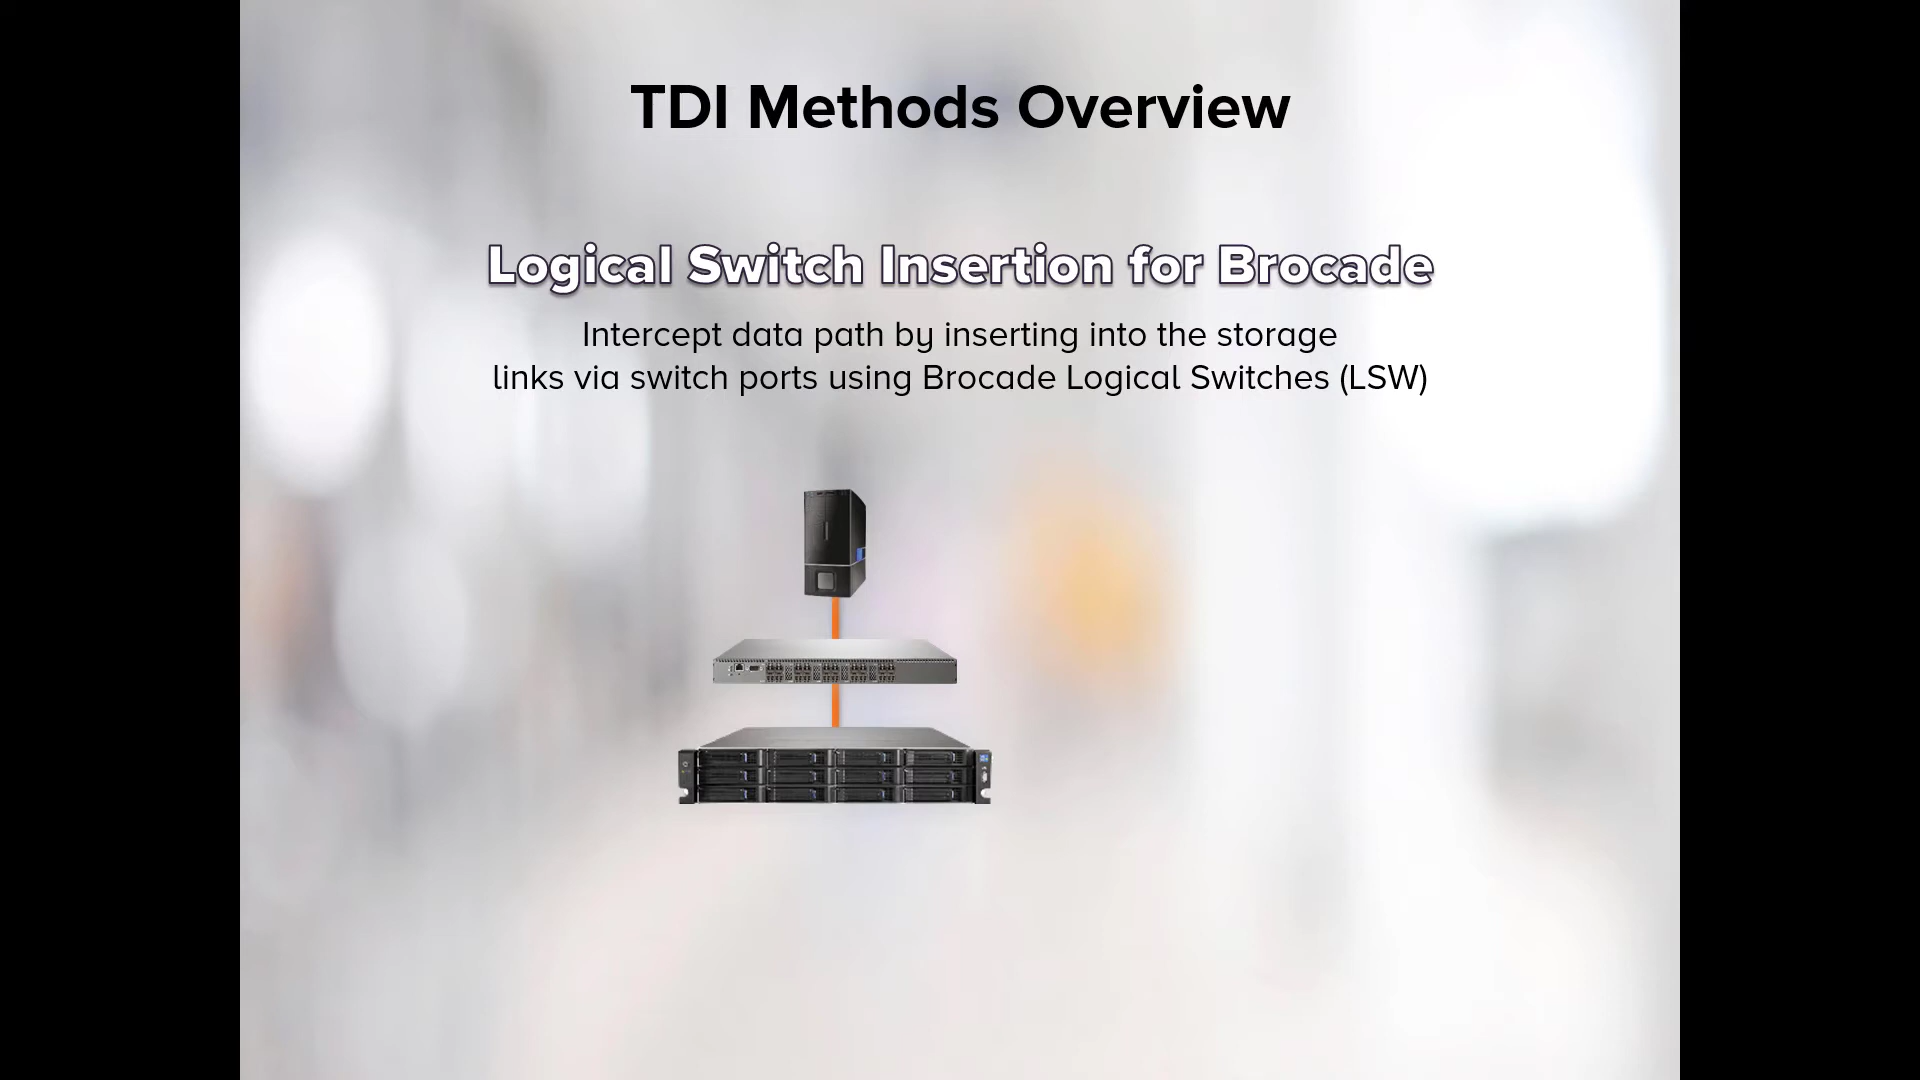 TDI Methods Overview
Logical Switch Insertion for Brocade
Intercept data path by inserting into the storage
links via switch ports using Brocade Logical Switches (LSW)